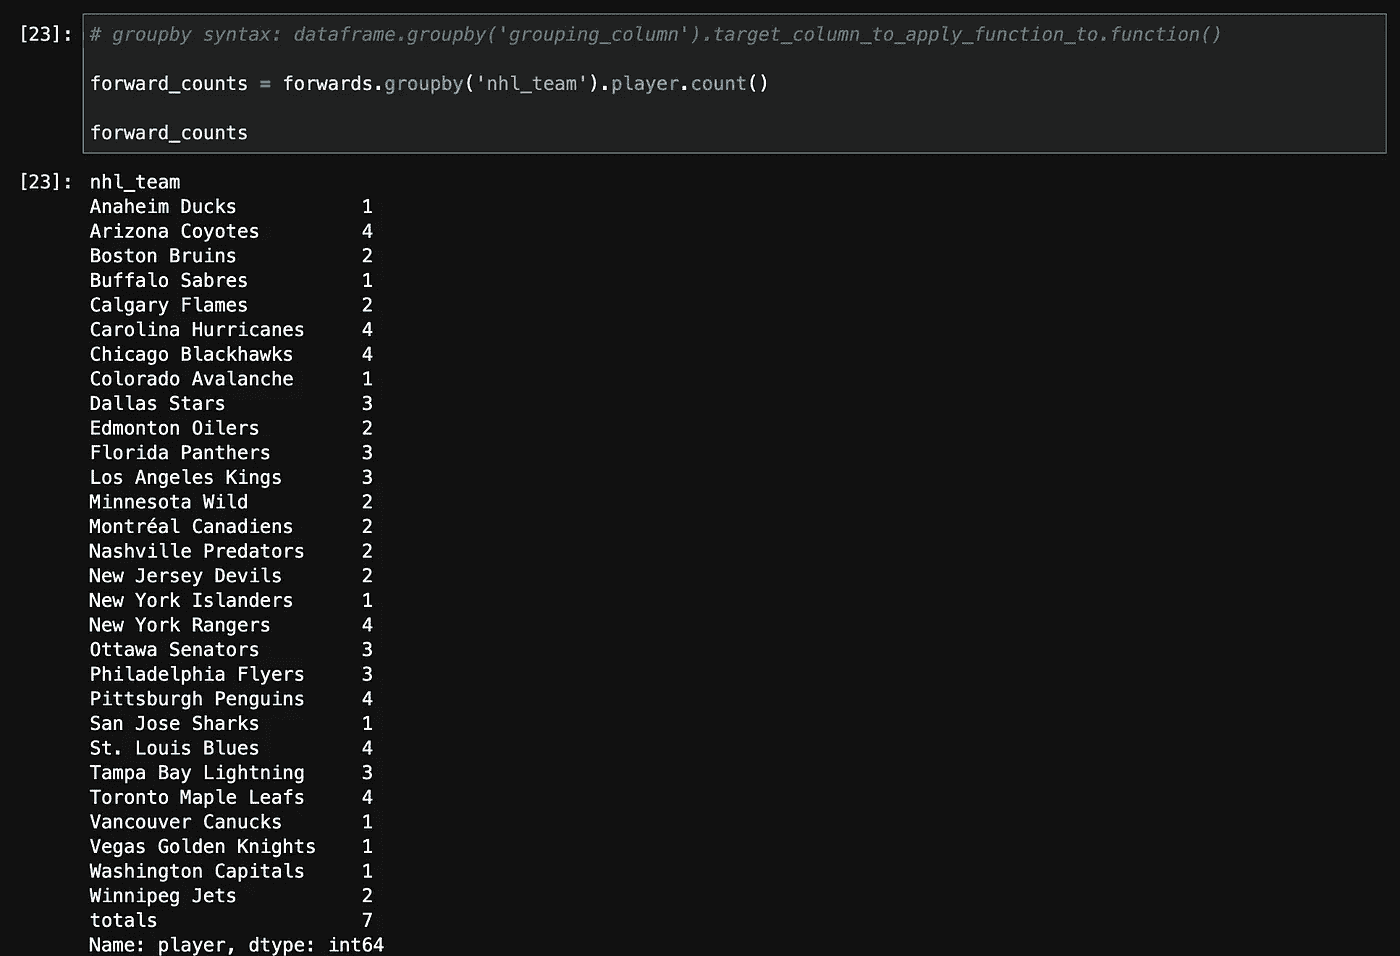 [23]: # groupby syntax: dataframe.groupby('grouping_column').target_column_to_apply_function_to.function()
forward_counts = forwards.groupby('nhl_team').player.count()
forward_counts
[23]: nhl_team
Anaheim Ducks 1
Arizona Coyotes 4
Boston Bruins 2
Buffalo Sabres 1
Calgary Flames 2
Carolina Hurricanes 4
Chicago Blackhawks 4
Colorado Avalanche 1
Dallas Stars 3
Edmonton Oilers 2
Florida Panthers 3
Los Angeles Kings 3
Minnesota Wild 2
Montréal Canadiens 2
Nashville Predators 2
New Jersey Devils 2
New York Islanders 1
New York Rangers 4
Ottawa Senators 3
Philadelphia Flyers 3
Pittsburgh Penguins 4
San Jose Sharks 1
St. Louis Blues 4
Tampa Bay Lightning 3
Toronto Maple Leafs 4
Vancouver Canucks 1
Vegas Golden Knights 1
Washington Capitals 1
Winnipeg Jets 2
totals 7
Name: player, dtype: int64